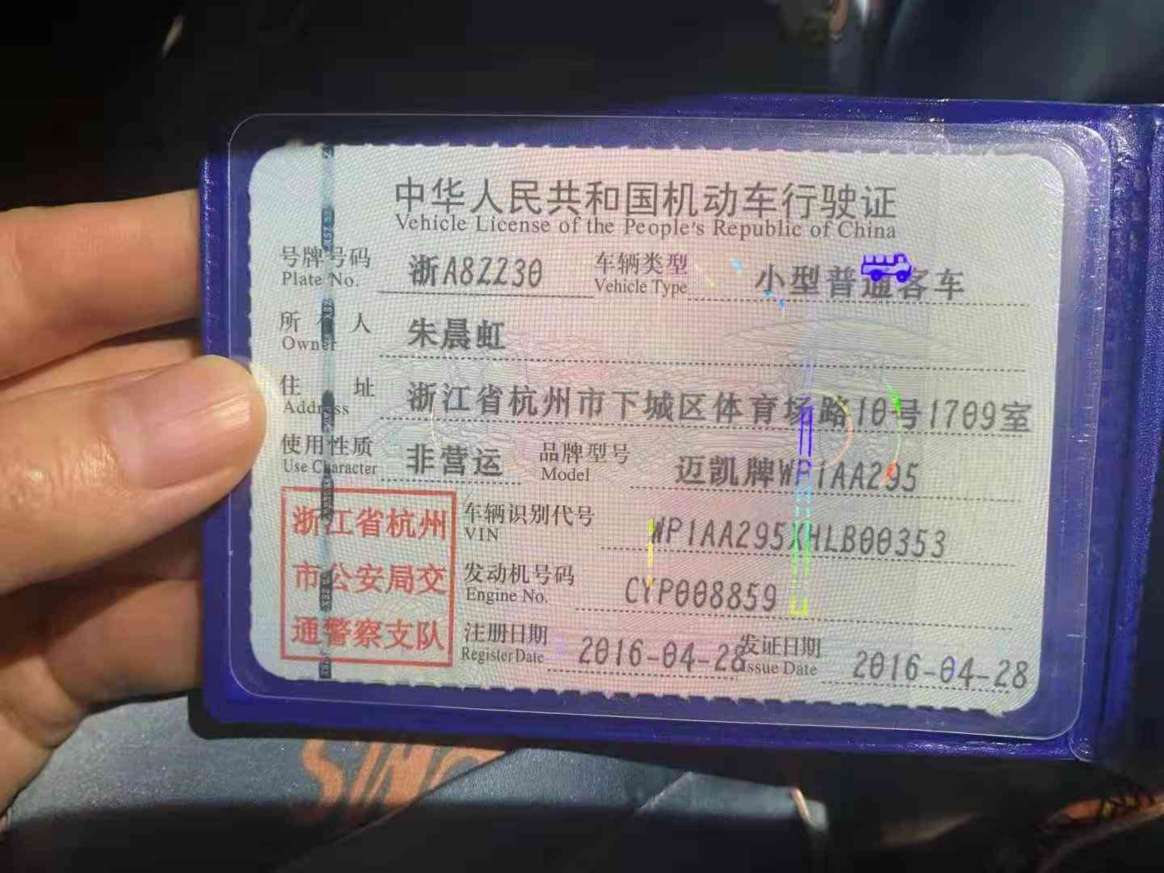 中华人民共和国机动车行驶证
Vehicle License of the People's Republic of China
号牌号码 浙A8Z230 车辆类型 小型普通客车
Plate No. Vehicle Type
所有人 朱晨虹
Owner
住址 浙江省杭州市下城区体育场路10号1709室
Address
使用性质 非营运 品牌型号 迈凯牌WP1AA295
Use Character Model
浙江省杭州
市公安局交
通警察支队
车辆识别代号 WP1AA295XHLB00353
VIN
发动机号码 CYP008859
Engine No.
注册日期 2016-04-28 发证日期 2016-04-28
Register Date Issue Date